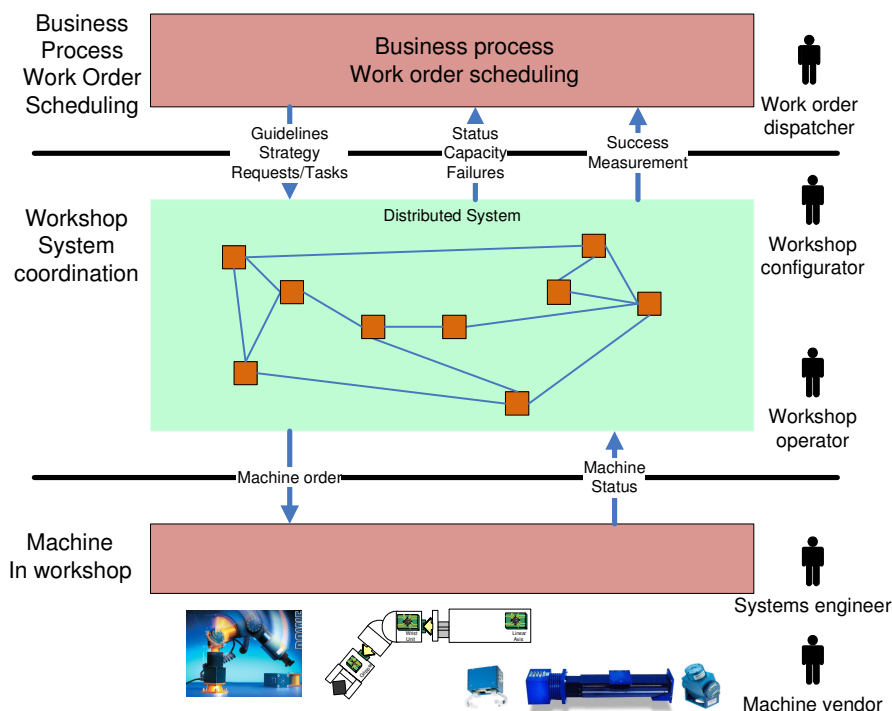 Business
Process
Work Order
Scheduling
Business process
Work order scheduling
Work order
dispatcher
Guidelines
Strategy
Requests/Tasks
Status
Capacity
Failures
Success
Measurement
Workshop
System
coordination
Distributed System
Workshop
configurator
Workshop
operator
Machine order
Machine
Status
Machine
In workshop
Systems engineer
Wrist
Unit
Linear
Axis
Machine vendor